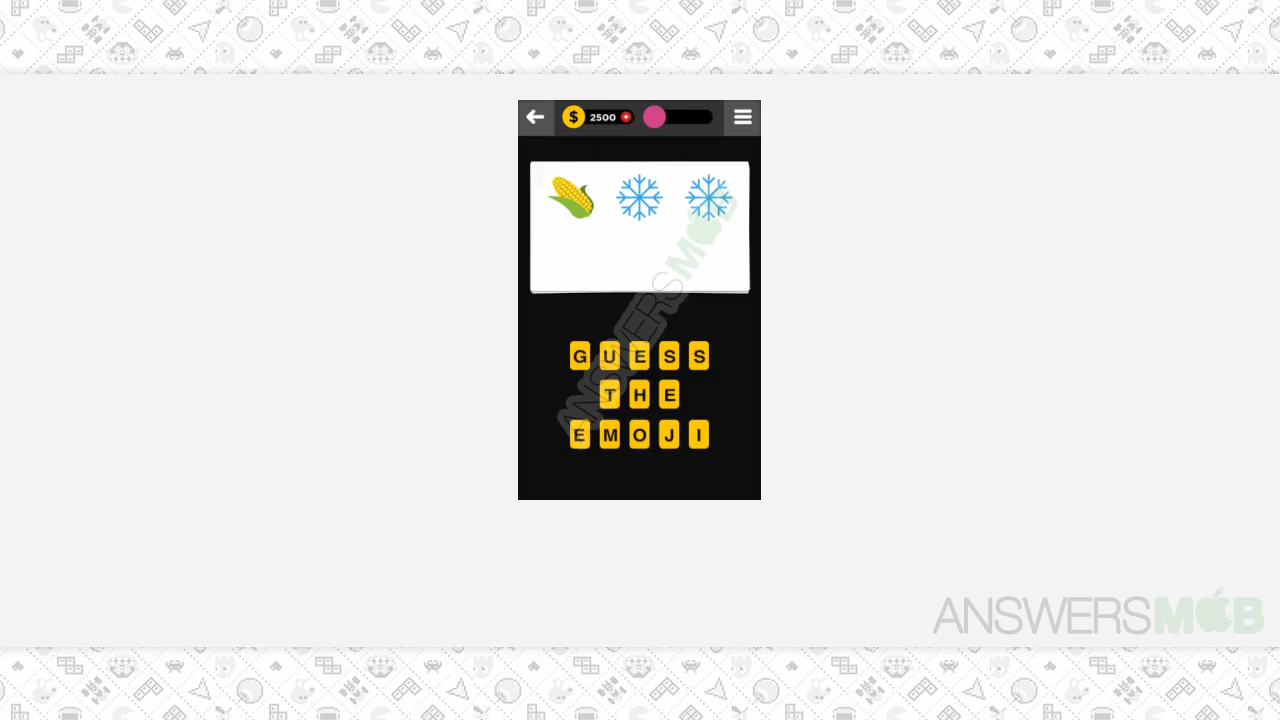 $ 2500 +
GUESS
THE
EMOJI
ANSWERSMOB
ANSWERSMOB